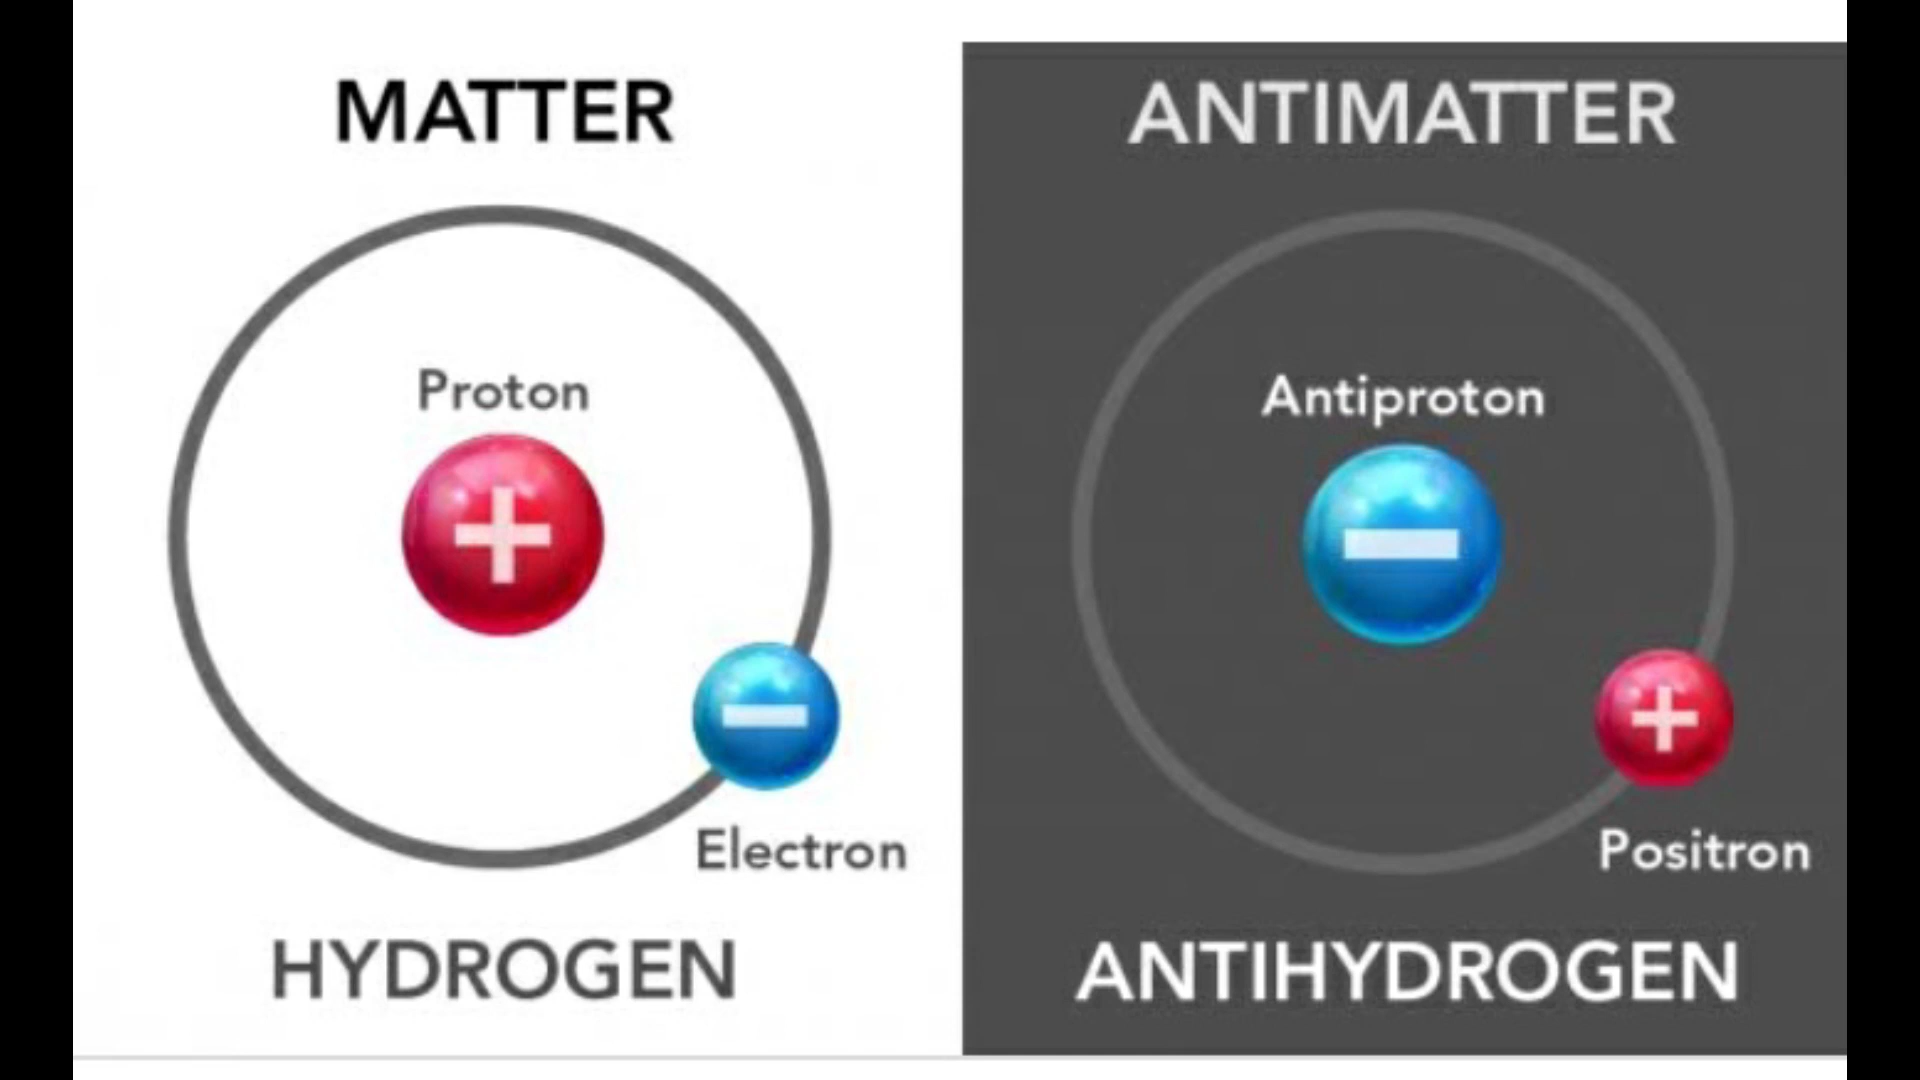 MATTER
Proton
+
−
Electron
HYDROGEN
ANTIMATTER
Antiproton
−
+
Positron
ANTIHYDROGEN